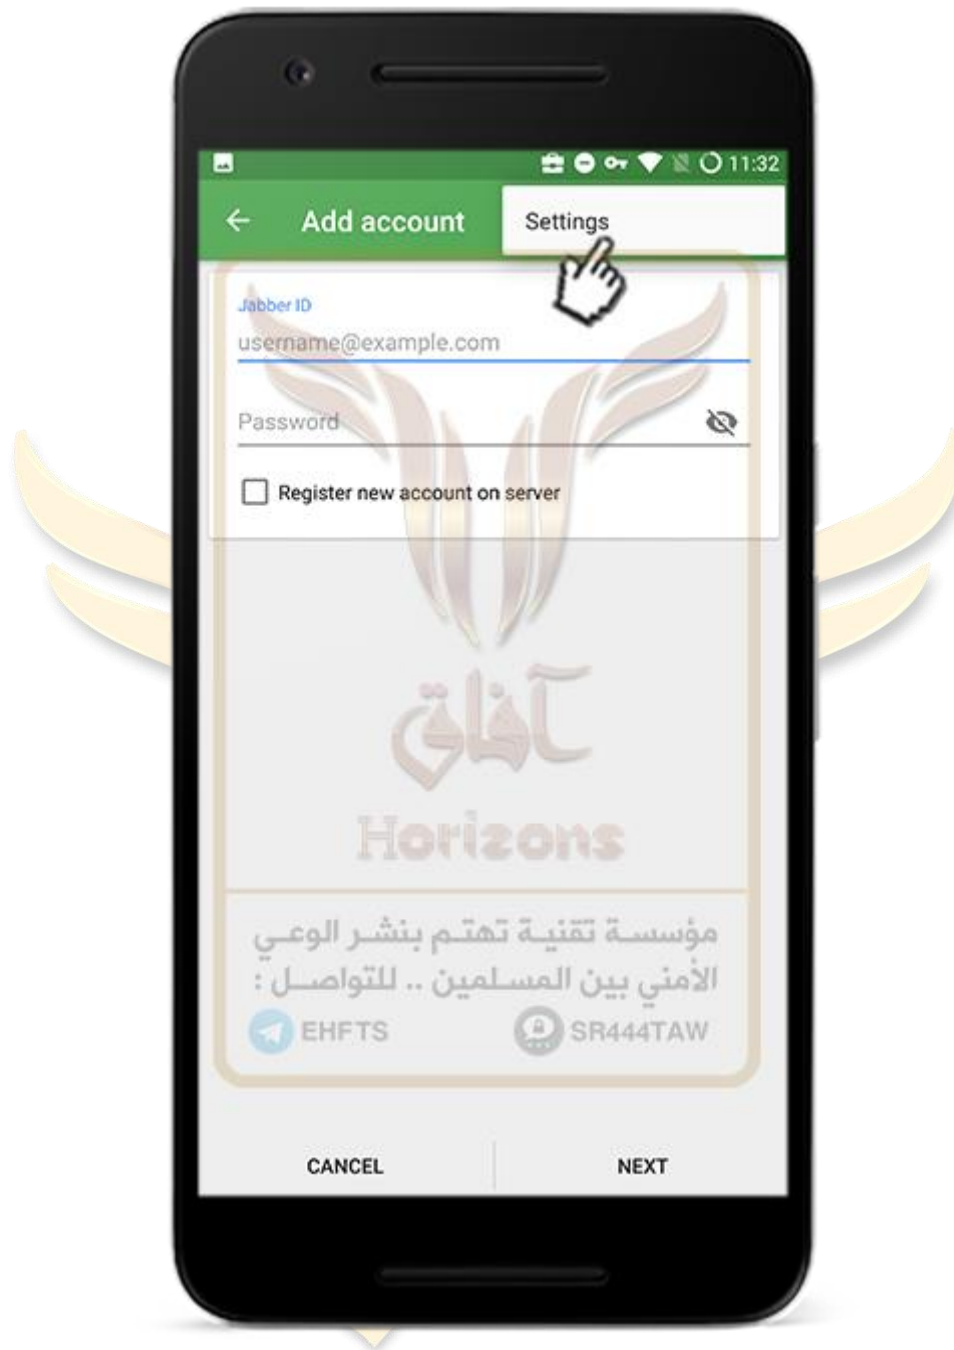 11:32
Add account
Settings
Jabber ID
username@example.com
Password
Register new account on server
آفاق
Horizons
مؤسسة تقنية تهتم بنشر الوعي
الأمني بين المسلمين .. للتواصل :
EHFTS SR444TAW
CANCEL NEXT